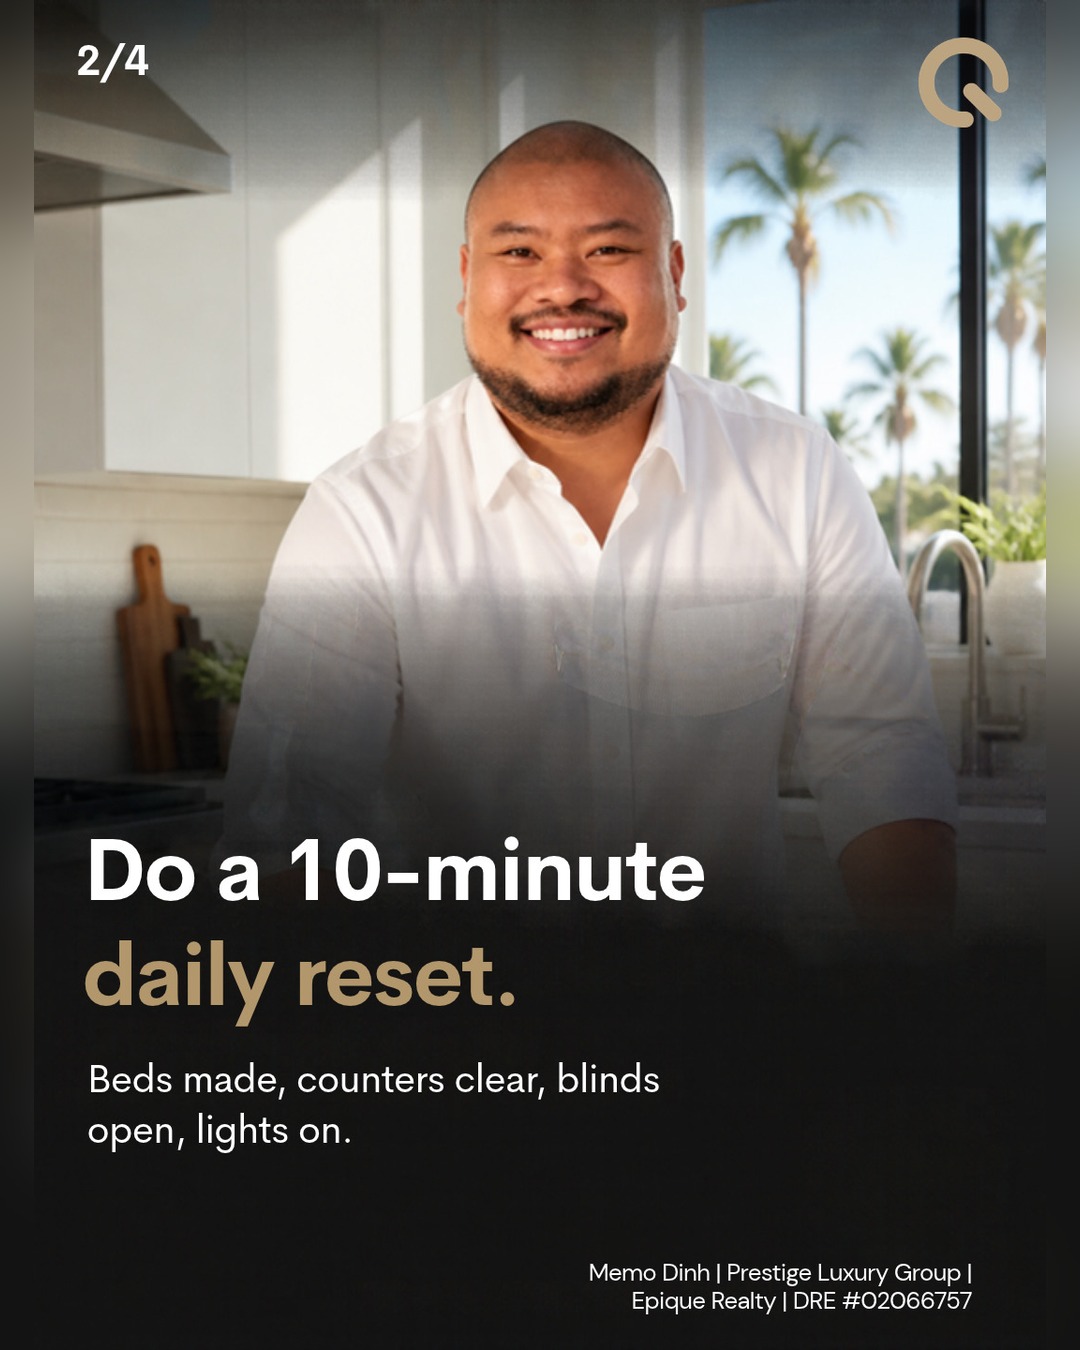 2/4
Do a 10-minute
daily reset.
Beds made, counters clear, blinds
open, lights on.
Memo Dinh | Prestige Luxury Group |
Epique Realty | DRE #02066757